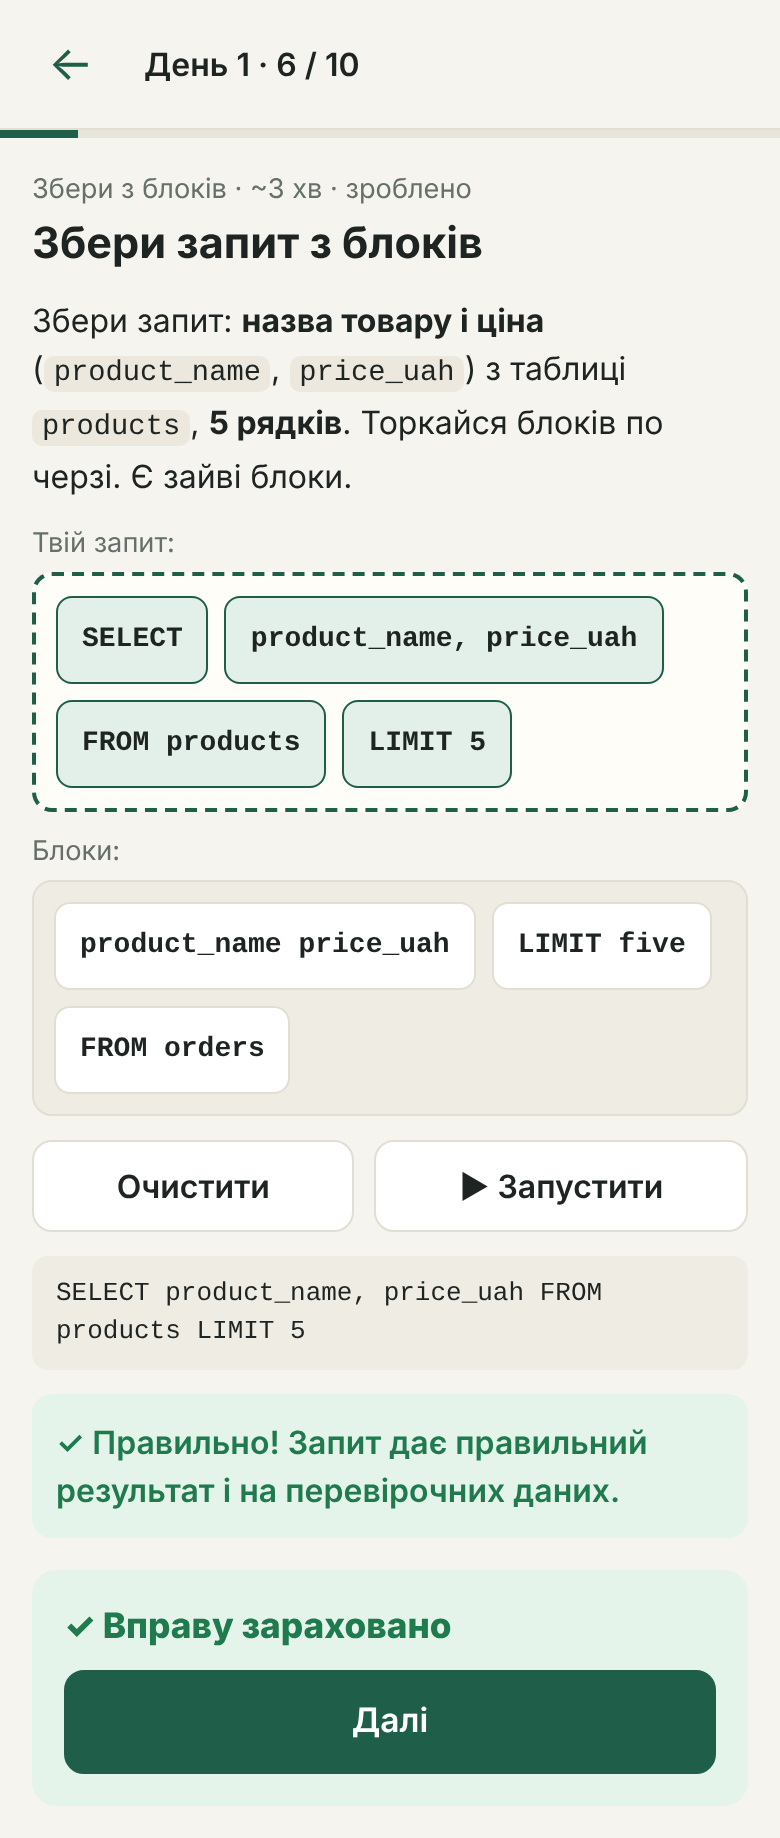 День 1 · 6 / 10
Збери з блоків · ~3 хв · зроблено
Збери запит з блоків
Збери запит: назва товару і ціна
(product_name, price_uah) з таблиці
products, 5 рядків. Торкайся блоків по
черзі. Є зайві блоки.
Твій запит:
SELECT product_name, price_uah
FROM products LIMIT 5
Блоки:
product_name price_uah LIMIT five
FROM orders
Очистити ▶ Запустити
SELECT product_name, price_uah FROM
products LIMIT 5
✓ Правильно! Запит дає правильний
результат і на перевірочних даних.
✓ Вправу зараховано
Далі